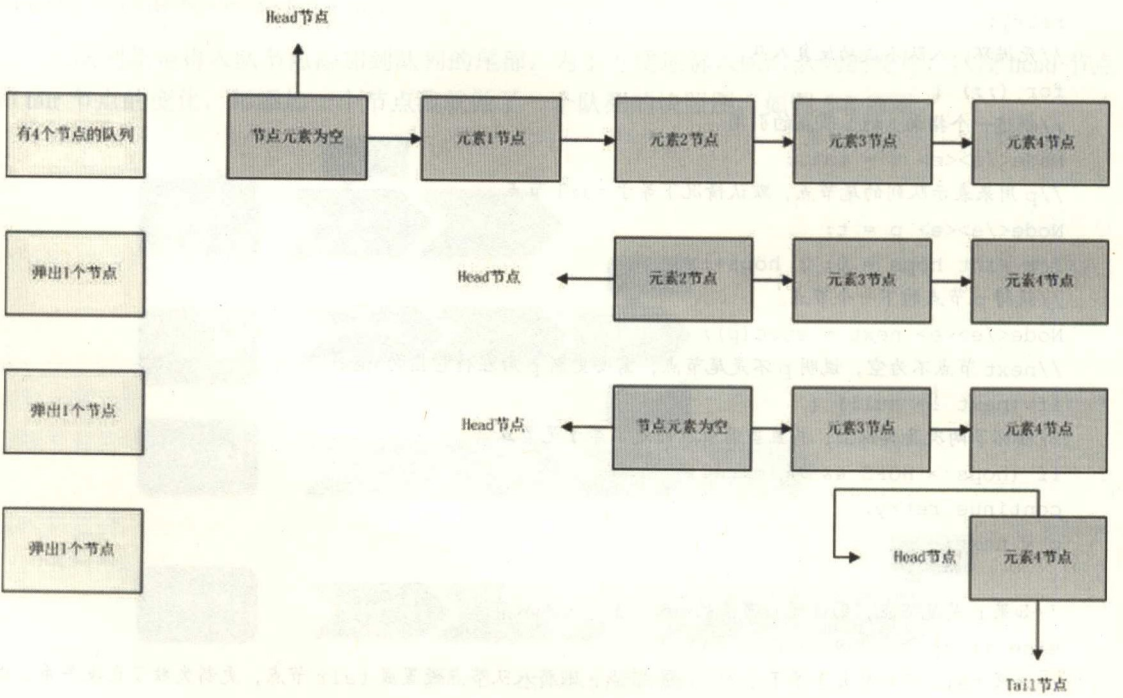 Head节点
有4个节点的队列
节点元素为空
元素1节点
元素2节点
元素3节点
元素4节点
弹出1个节点
Head节点
元素2节点
元素3节点
元素4节点
弹出1个节点
Head节点
节点元素为空
元素3节点
元素4节点
弹出1个节点
Head节点
元素4节点
Tail节点